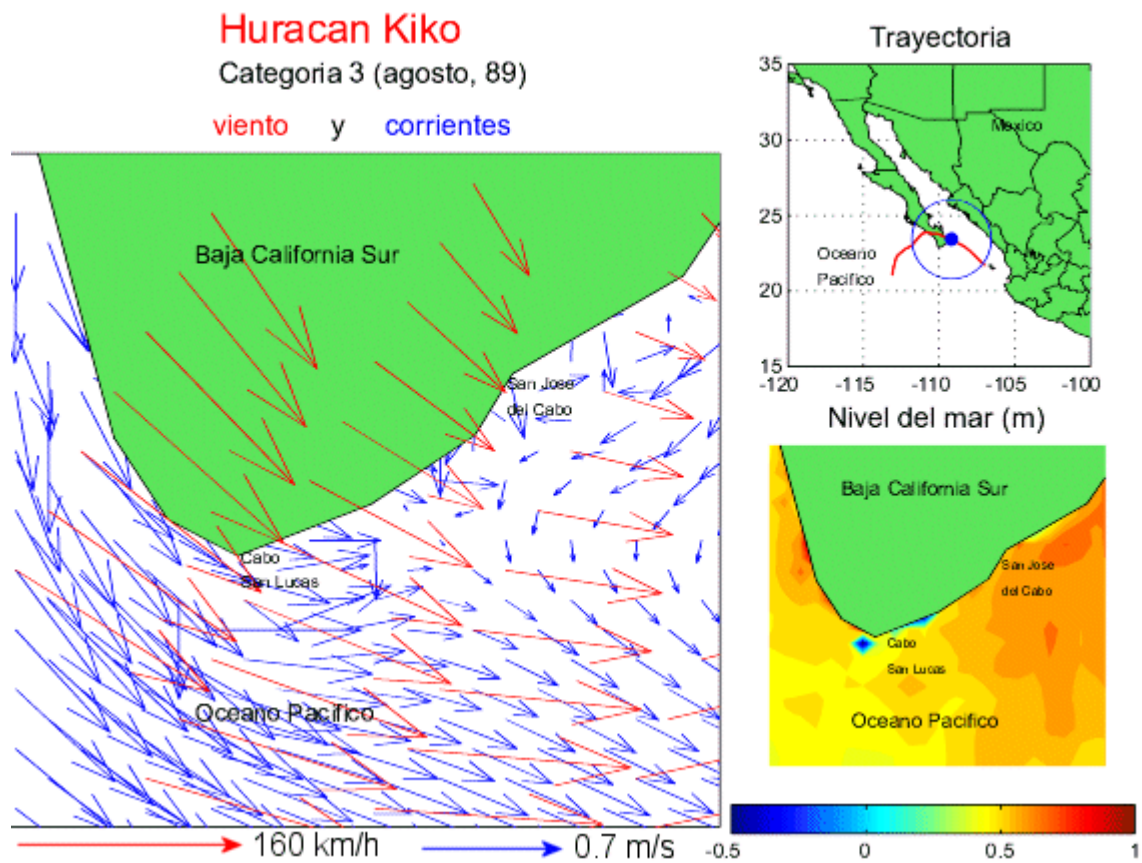 Huracan Kiko
Categoria 3 (agosto, 89)
viento y corrientes
Baja California Sur
San Jose
del Cabo
Cabo
San Lucas
Oceano Pacifico
160 km/h
0.7 m/s
Trayectoria
35
30
25
20
15
Mexico
Oceano
Pacifico
-120 -115 -110 -105 -100
Nivel del mar (m)
Baja California Sur
San Jose
del Cabo
Cabo
San Lucas
Oceano Pacifico
-0.5 0 0.5 1